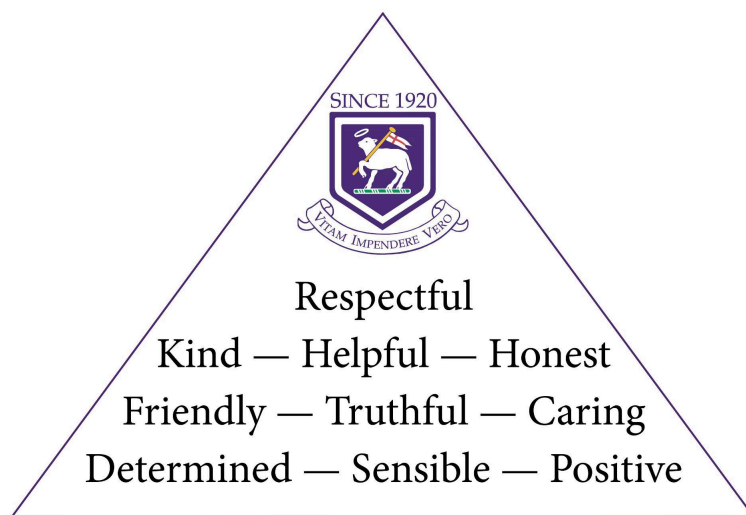 SINCE 1920
VITAM IMPENDERE VERO
Respectful
Kind — Helpful — Honest
Friendly — Truthful — Caring
Determined — Sensible — Positive